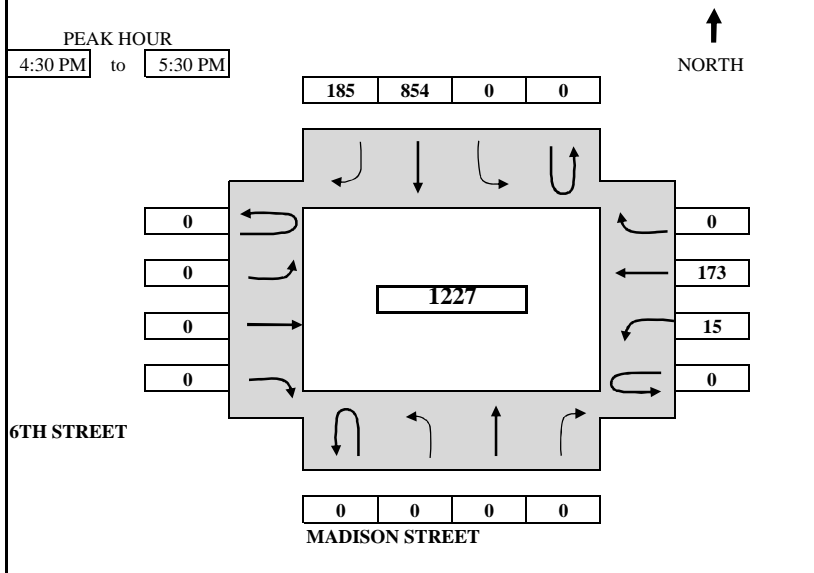 PEAK HOUR
4:30 PM to 5:30 PM
NORTH
185 854 0 0
0 0
0 173
1227
0 15
0 0
6TH STREET
0 0 0 0
MADISON STREET